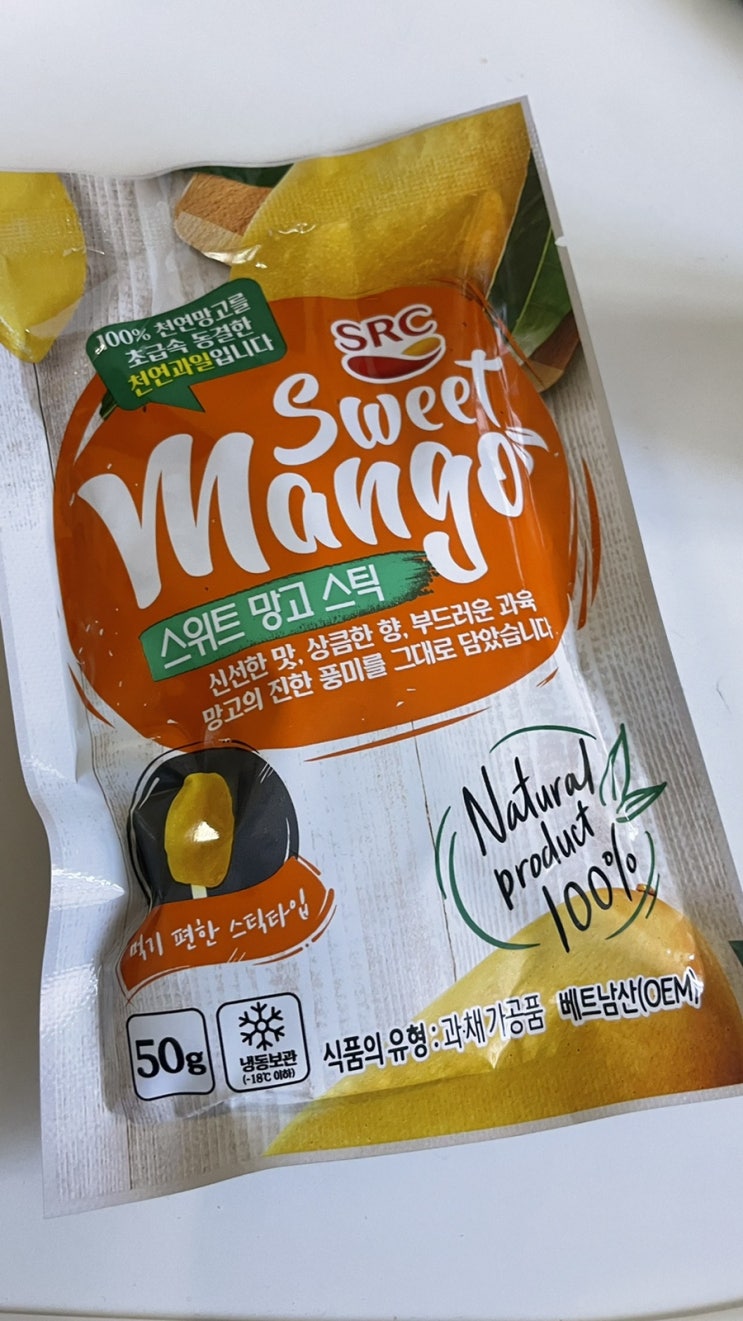 100% 천연망고를
초급속 동결한
천연과일입니다
SRC
Sweet
Mango
스위트 망고 스틱
신선한 맛, 상큼한 향, 부드러운 과육
망고의 진한 풍미를 그대로 담았습니다
Natural
product
100%
먹기 편한 스틱타입
50g
냉동보관
(-18℃ 이하)
식품의 유형 : 과·채가공품 베트남산(OEM)